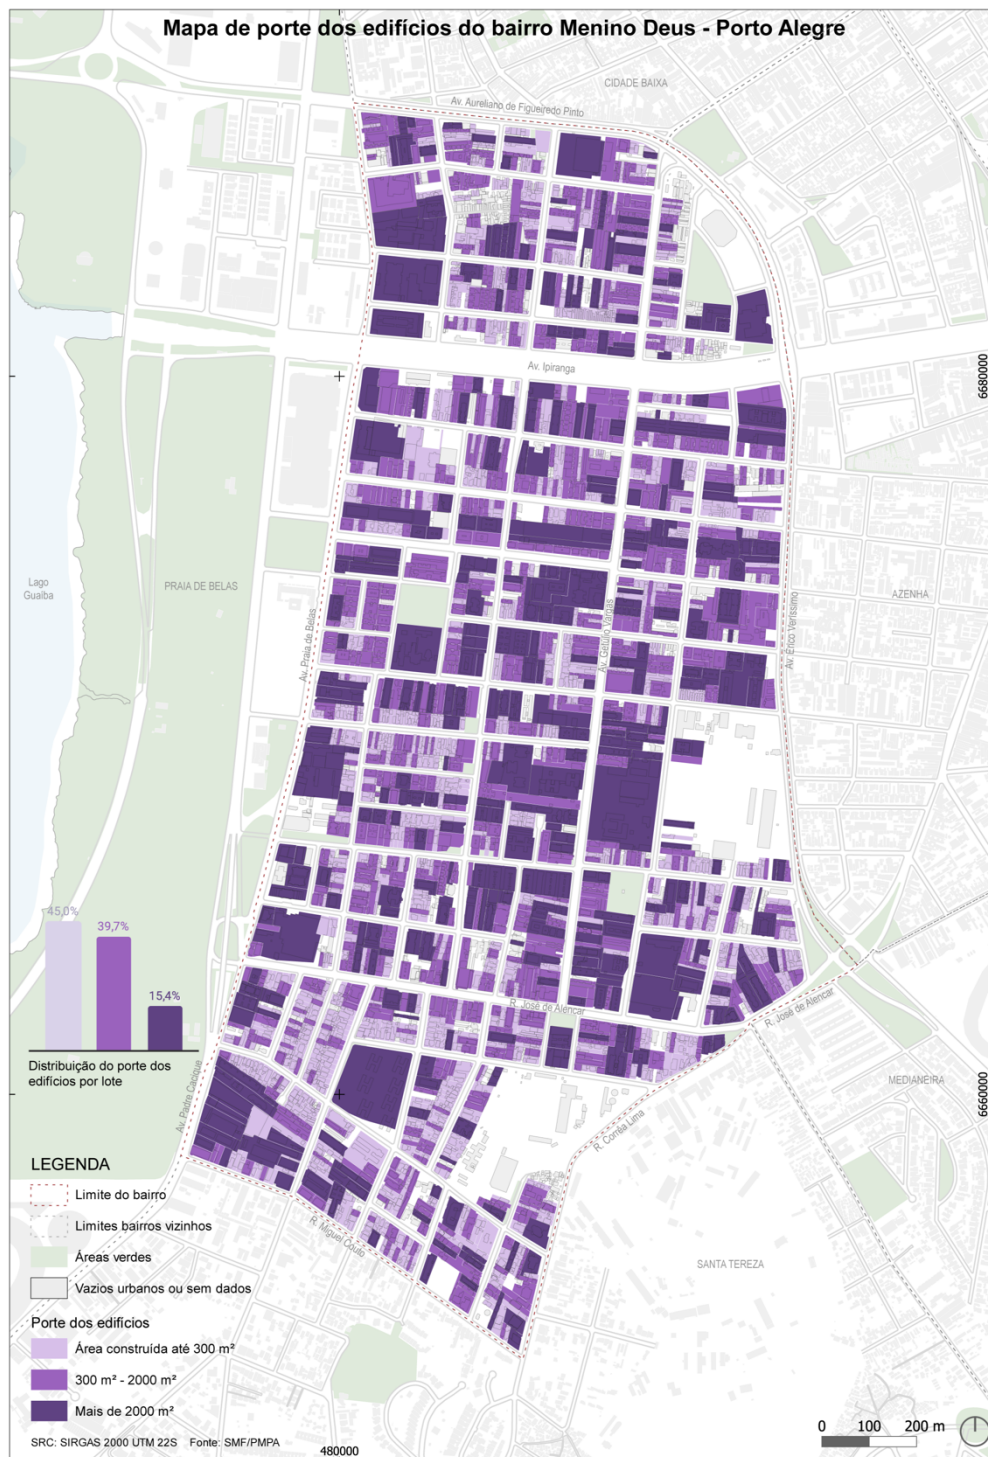 Mapa de porte dos edifícios do bairro Menino Deus - Porto Alegre
CIDADE BAIXA
Av. Aureliano de Figueiredo Pinto
Av. Ipiranga
6680000
Lago
Guaíba
PRAIA DE BELAS
AZENHA
Av. Praia de Belas
Av. Getúlio Vargas
Av. Erico Verissimo
45,0%
39,7%
15,4%
Distribuição do porte dos
edifícios por lote
R. José de Alencar
R. José de Alencar
MEDIANEIRA
Av. Padre Cacique
6660000
R. Corrêa Lima
LEGENDA
Limite do bairro
Limites bairros vizinhos
Áreas verdes
Vazios urbanos ou sem dados
R. Miguel Couto
SANTA TEREZA
Porte dos edifícios
Área construída até 300 m²
300 m² - 2000 m²
Mais de 2000 m²
SRC: SIRGAS 2000 UTM 22S Fonte: SMF/PMPA
480000
0 100 200 m